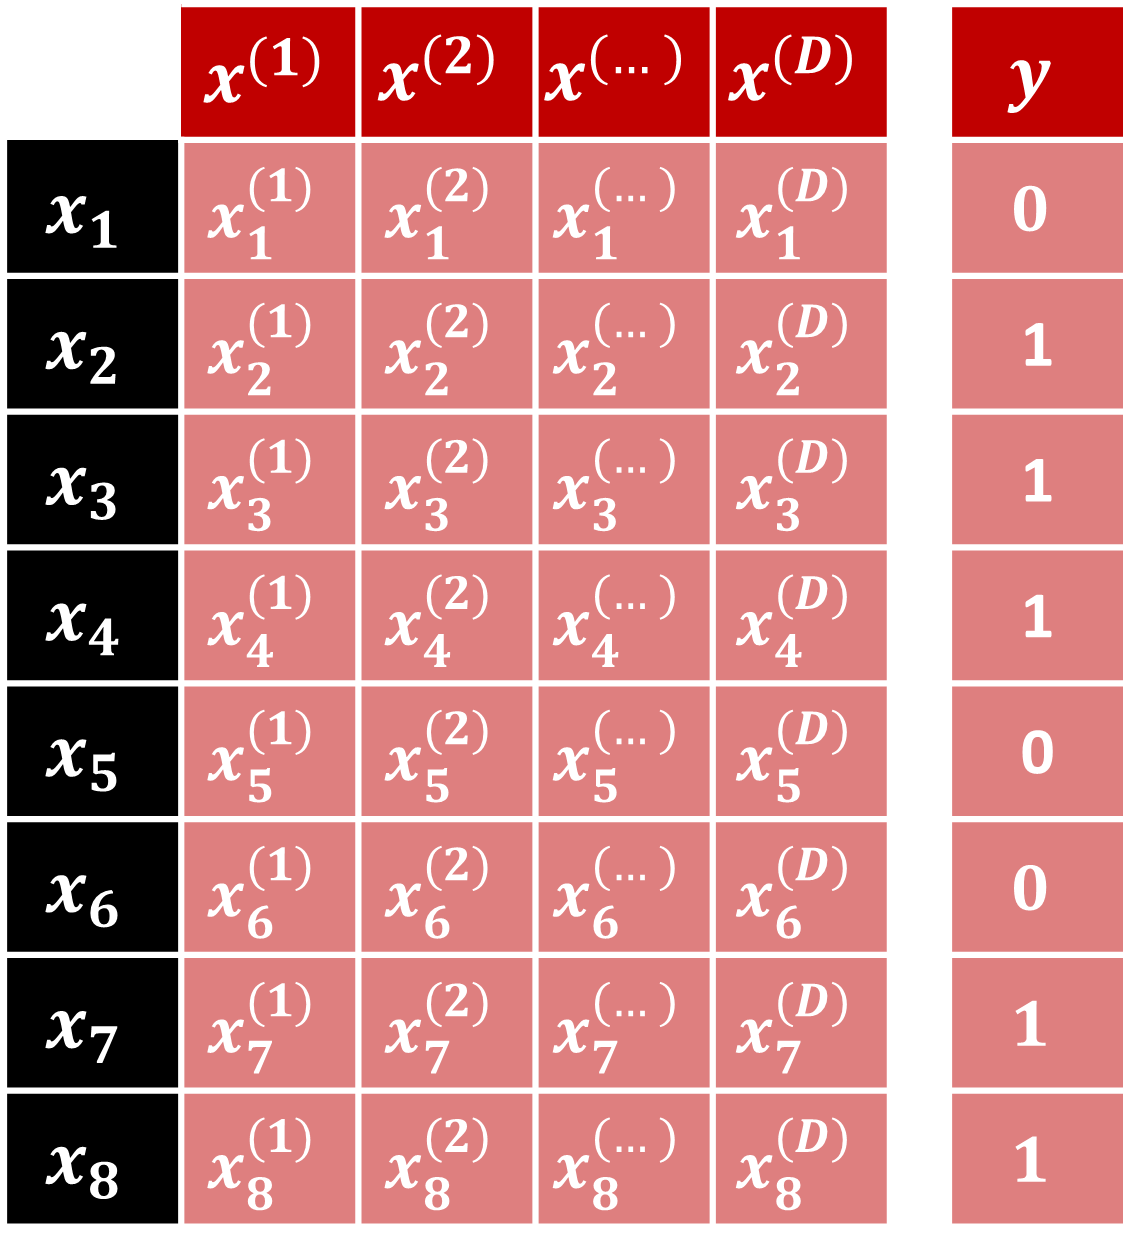 x^(1) x^(2) x^(...) x^(D) y
x_1 x_1^(1) x_1^(2) x_1^(...) x_1^(D) 0
x_2 x_2^(1) x_2^(2) x_2^(...) x_2^(D) 1
x_3 x_3^(1) x_3^(2) x_3^(...) x_3^(D) 1
x_4 x_4^(1) x_4^(2) x_4^(...) x_4^(D) 1
x_5 x_5^(1) x_5^(2) x_5^(...) x_5^(D) 0
x_6 x_6^(1) x_6^(2) x_6^(...) x_6^(D) 0
x_7 x_7^(1) x_7^(2) x_7^(...) x_7^(D) 1
x_8 x_8^(1) x_8^(2) x_8^(...) x_8^(D) 1